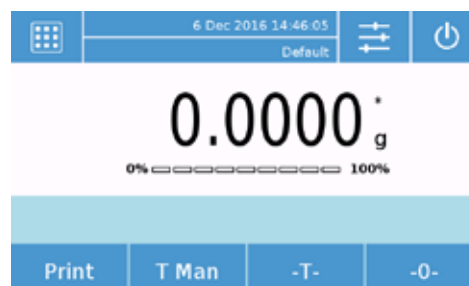 6 Dec 2016 14:46:05
Default
0.0000 * g
0% 100%
Print T Man -T- -0-